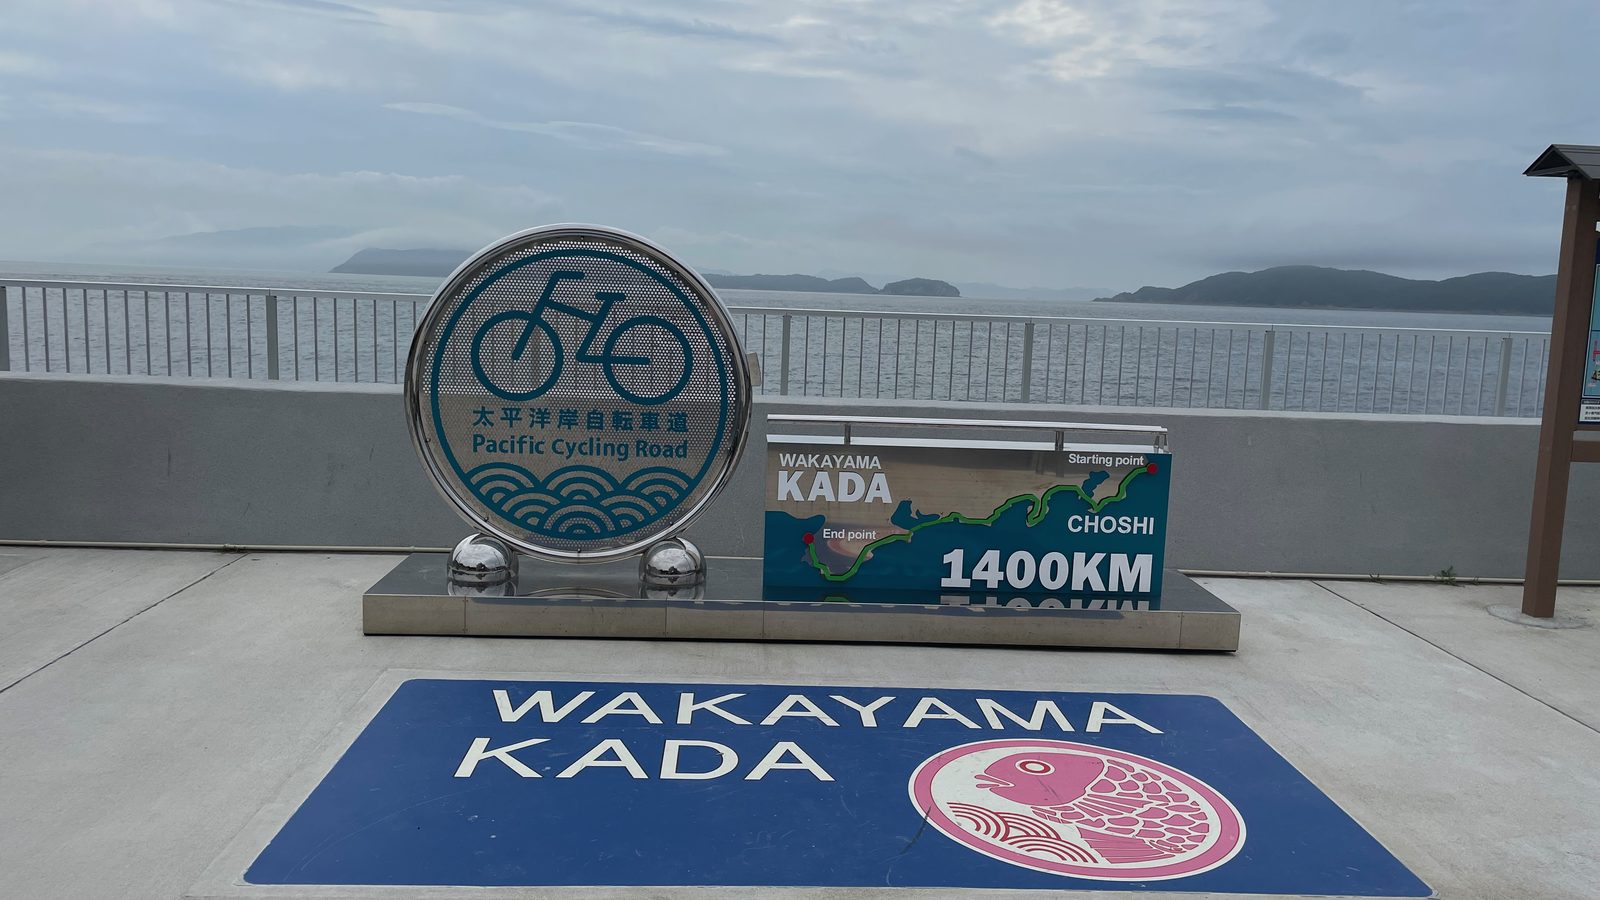 太平洋岸自転車道
Pacific Cycling Road
WAKAYAMA
KADA
Starting point
CHOSHI
End point
1400KM
WAKAYAMA
KADA